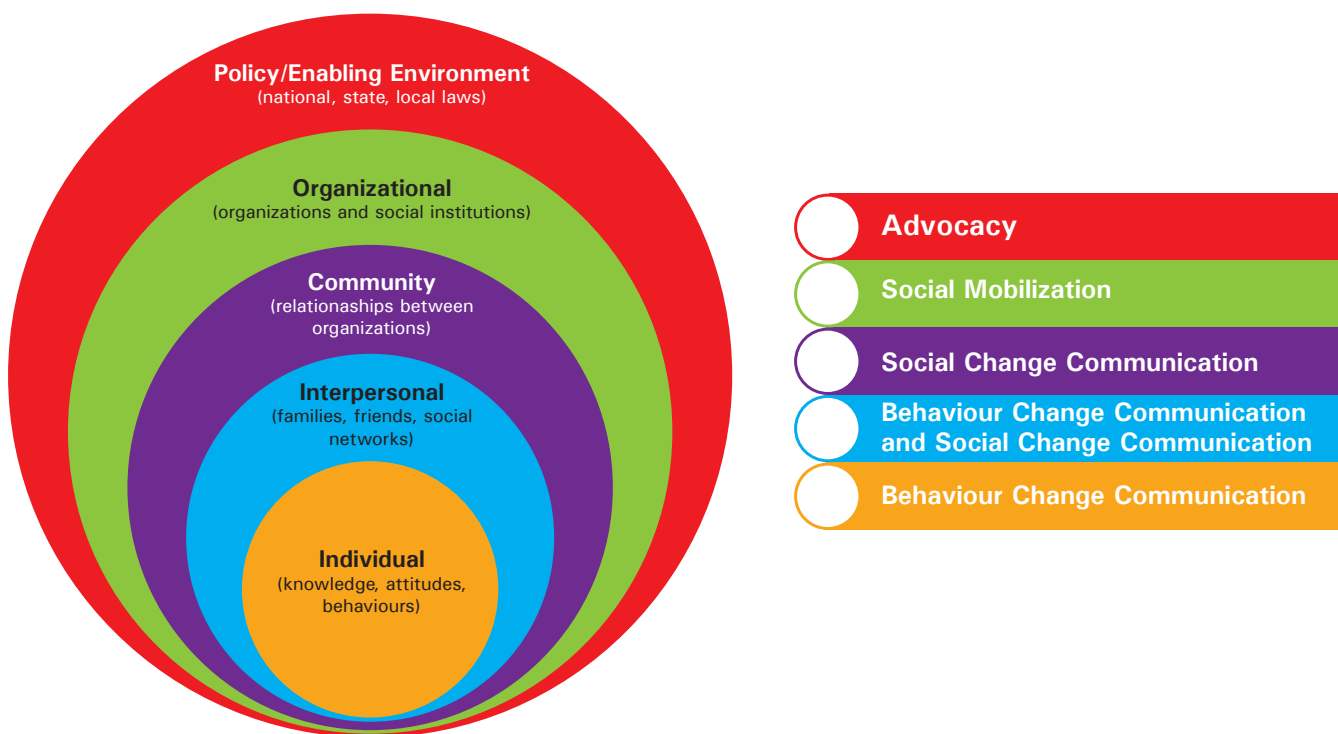 Policy/Enabling Environment
(national, state, local laws)
Organizational
(organizations and social institutions)
Community
(relationaships between
organizations)
Interpersonal
(families, friends, social
networks)
Individual
(knowledge, attitudes,
behaviours)
Advocacy
Social Mobilization
Social Change Communication
Behaviour Change Communication
and Social Change Communication
Behaviour Change Communication